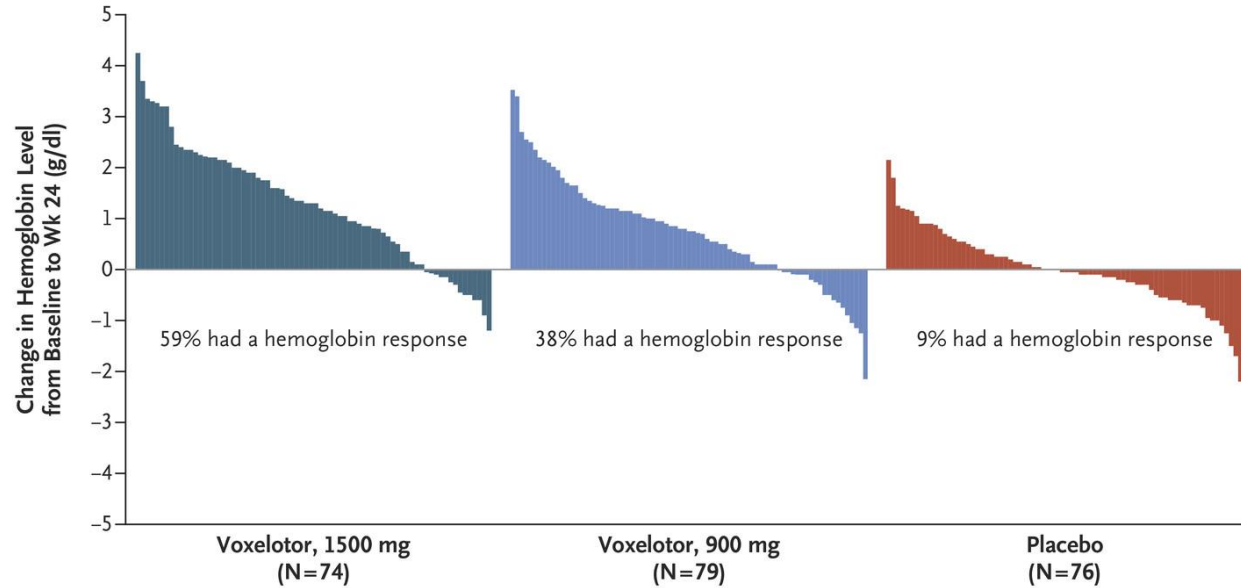 Change in Hemoglobin Level
from Baseline to Wk 24 (g/dl)
5
4
3
2
1
0
−1
−2
−3
−4
−5
59% had a hemoglobin response
38% had a hemoglobin response
9% had a hemoglobin response
Voxelotor, 1500 mg
(N=74)
Voxelotor, 900 mg
(N=79)
Placebo
(N=76)